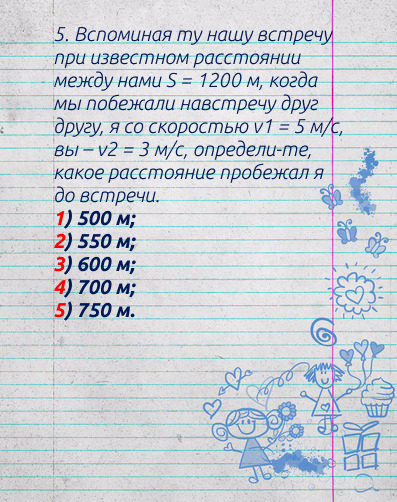 5. Вспоминая ту нашу встречу
при известном расстоянии
между нами S = 1200 м, когда
мы побежали навстречу друг
другу, я со скоростью v1 = 5 м/с,
вы – v2 = 3 м/с, определи-те,
какое расстояние пробежал я
до встречи.
1) 500 м;
2) 550 м;
3) 600 м;
4) 700 м;
5) 750 м.